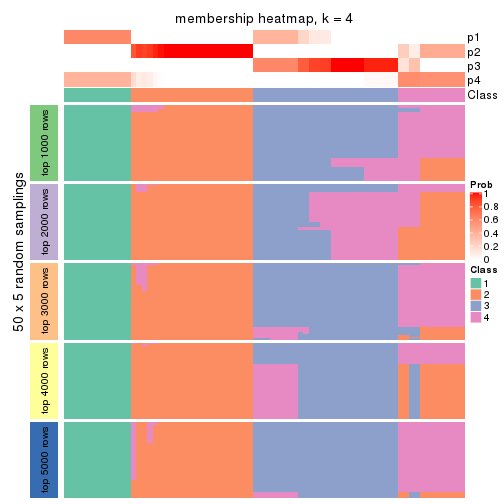 membership heatmap, k = 4
p1
p2
p3
p4
Class
50 x 5 random samplings
top 1000 rows
top 2000 rows
top 3000 rows
top 4000 rows
top 5000 rows
Prob
1
0.8
0.6
0.4
0.2
0
Class
1
2
3
4